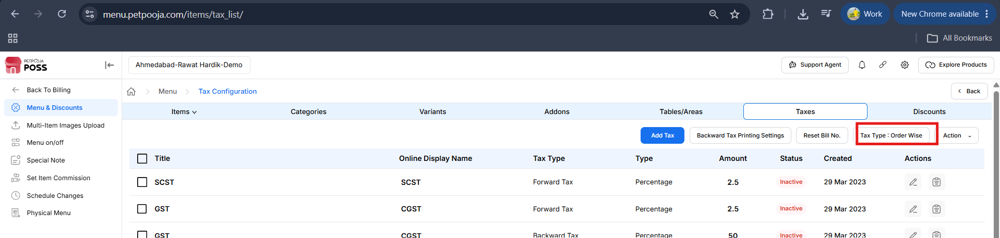 menu.petpooja.com/items/tax_list/
Work
New Chrome available
All Bookmarks
PETPOOJA
POSS
Ahmedabad-Rawat Hardik-Demo
Support Agent
Explore Products
Back To Billing
Menu & Discounts
Multi-Item Images Upload
Menu on/off
Special Note
Set Item Commission
Schedule Changes
Physical Menu
Menu
Tax Configuration
Back
Items Categories Variants Addons Tables/Areas Taxes Discounts
Add Tax Backward Tax Printing Settings Reset Bill No. Tax Type : Order Wise Action
Title Online Display Name Tax Type Type Amount Status Created Actions
SCST SCST Forward Tax Percentage 2.5 Inactive 29 Mar 2023
GST CGST Forward Tax Percentage 2.5 Inactive 29 Mar 2023
GST CGST Backward Tax Percentage 50 Inactive 29 Mar 2023